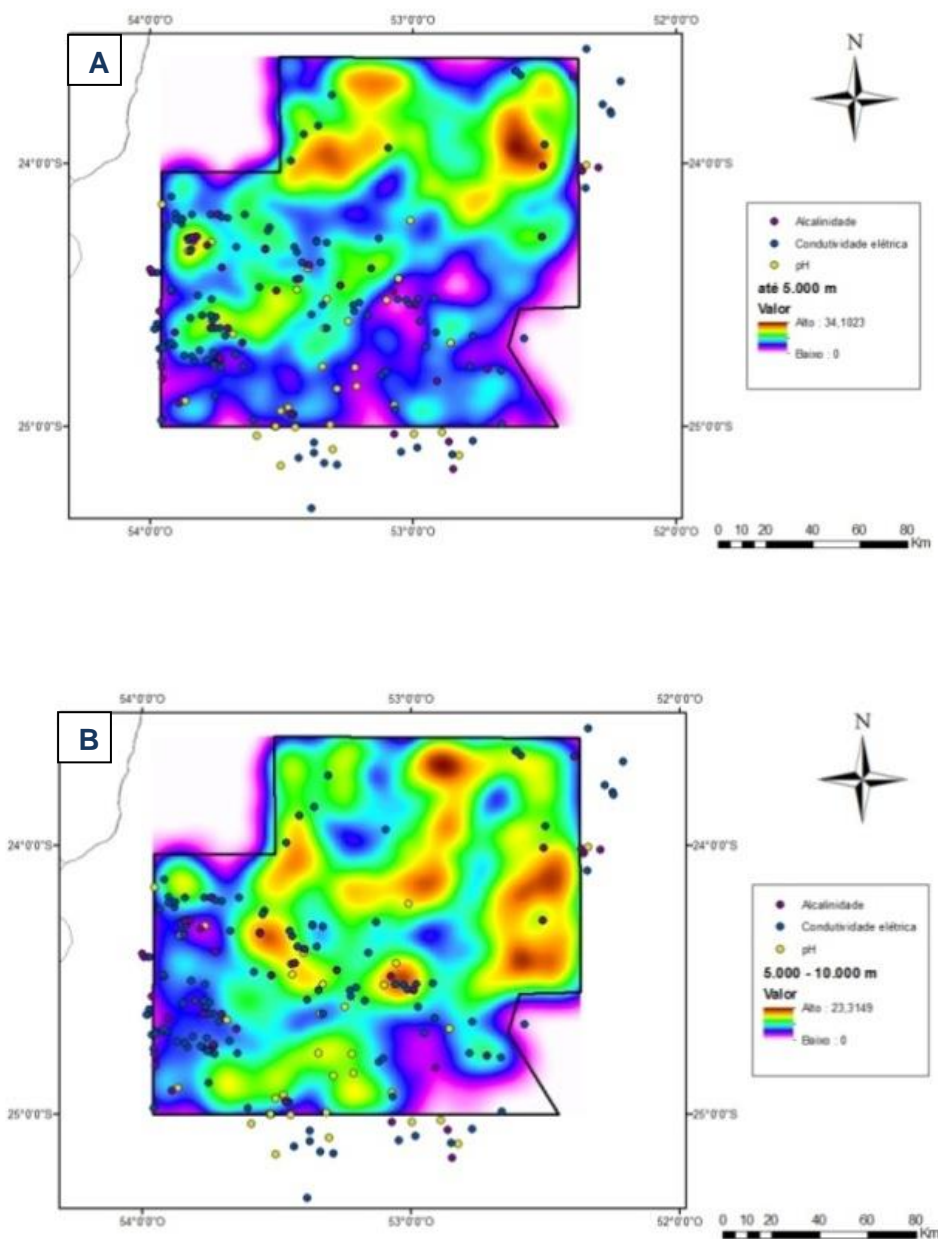 A
54°0'0"O 53°0'0"O 52°0'0"O
N
24°0'0"S 24°0'0"S
Alcalinidade
Condutividade elétrica
pH
até 5.000 m
Valor
Alto : 34,1023
Baixo : 0
25°0'0"S 25°0'0"S
54°0'0"O 53°0'0"O 52°0'0"O
0 10 20 40 60 80
Km
54°0'0"O 53°0'0"O 52°0'0"O
B
N
24°0'0"S 24°0'0"S
Alcalinidade
Condutividade elétrica
pH
5.000 - 10.000 m
Valor
Alto : 23,3149
Baixo : 0
25°0'0"S 25°0'0"S
54°0'0"O 53°0'0"O 52°0'0"O
0 10 20 40 60 80
Km